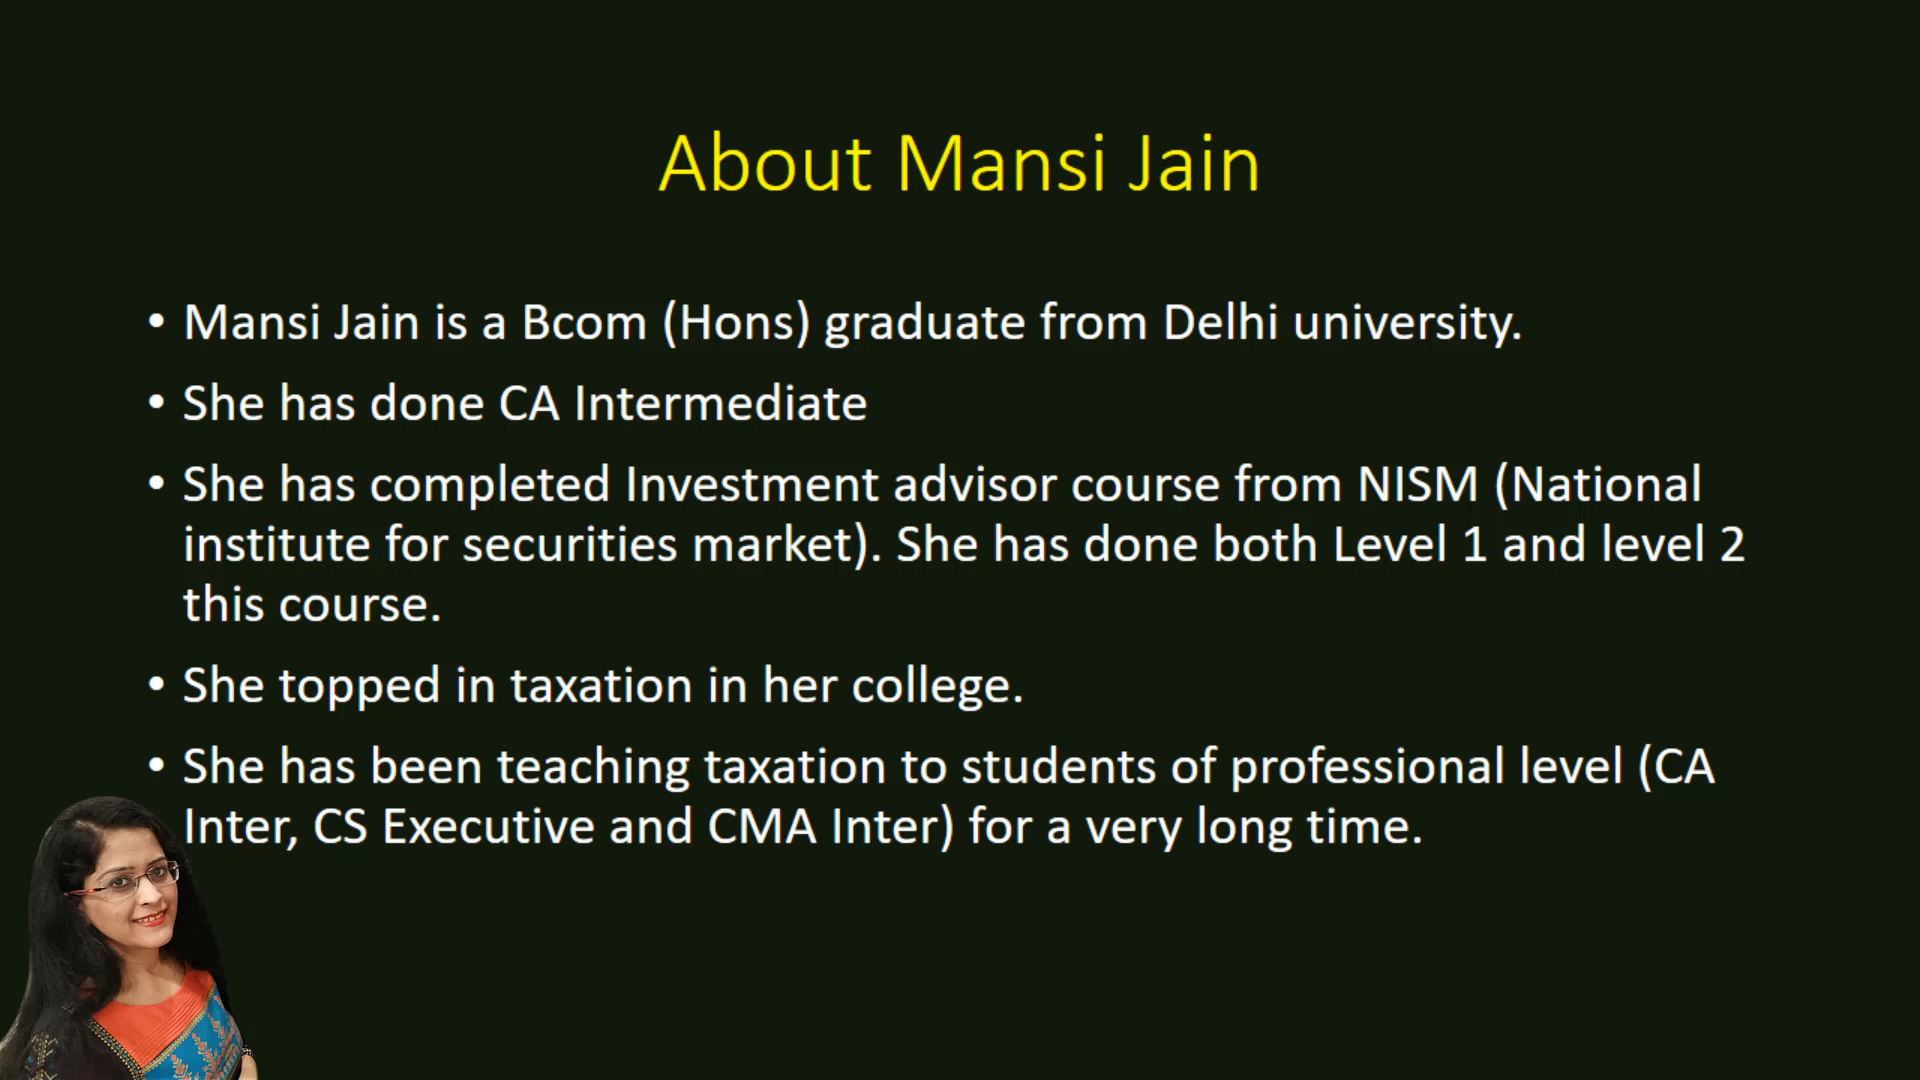 About Mansi Jain
• Mansi Jain is a Bcom (Hons) graduate from Delhi university.
• She has done CA Intermediate
• She has completed Investment advisor course from NISM (National
institute for securities market). She has done both Level 1 and level 2
this course.
• She topped in taxation in her college.
• She has been teaching taxation to students of professional level (CA
Inter, CS Executive and CMA Inter) for a very long time.